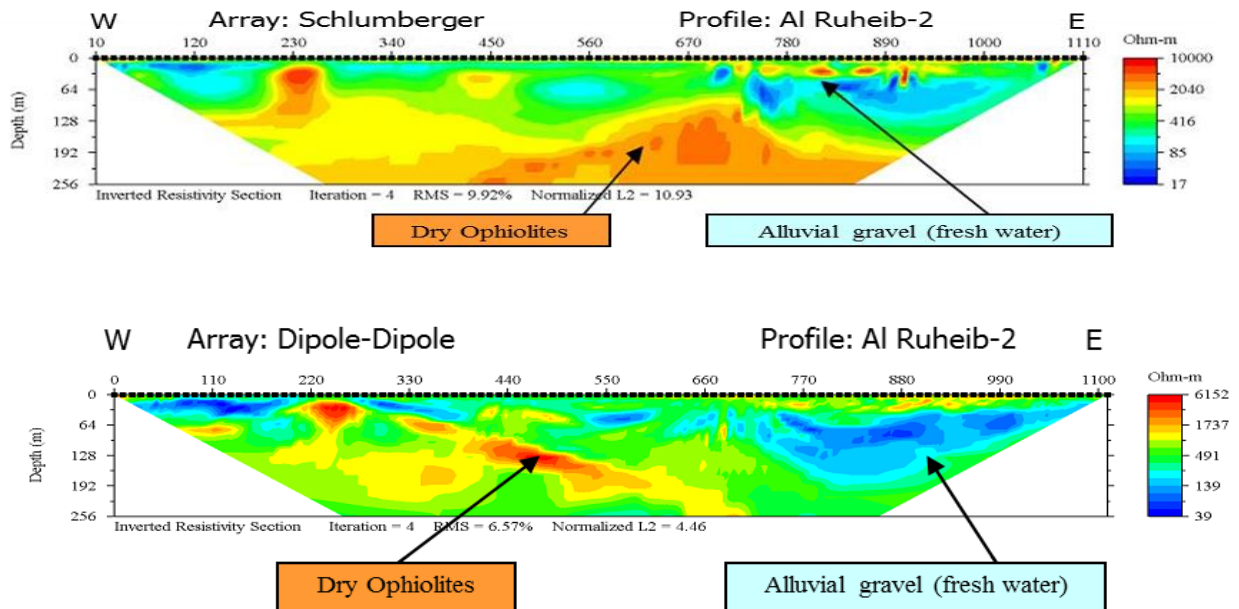 W Array: Schlumberger Profile: Al Ruheib-2 E
10 120 230 340 450 560 670 780 890 1000 1110
Ohm-m
Depth (m)
0
64
128
192
256
10000
2040
416
85
17
Inverted Resistivity Section Iteration = 4 RMS = 9.92% Normalized L2 = 10.93
Dry Ophiolites
Alluvial gravel (fresh water)
W Array: Dipole-Dipole Profile: Al Ruheib-2 E
0 110 220 330 440 550 660 770 880 990 1100
Ohm-m
Depth (m)
0
64
128
192
256
6152
1737
491
139
39
Inverted Resistivity Section Iteration = 4 RMS = 6.57% Normalized L2 = 4.46
Dry Ophiolites
Alluvial gravel (fresh water)